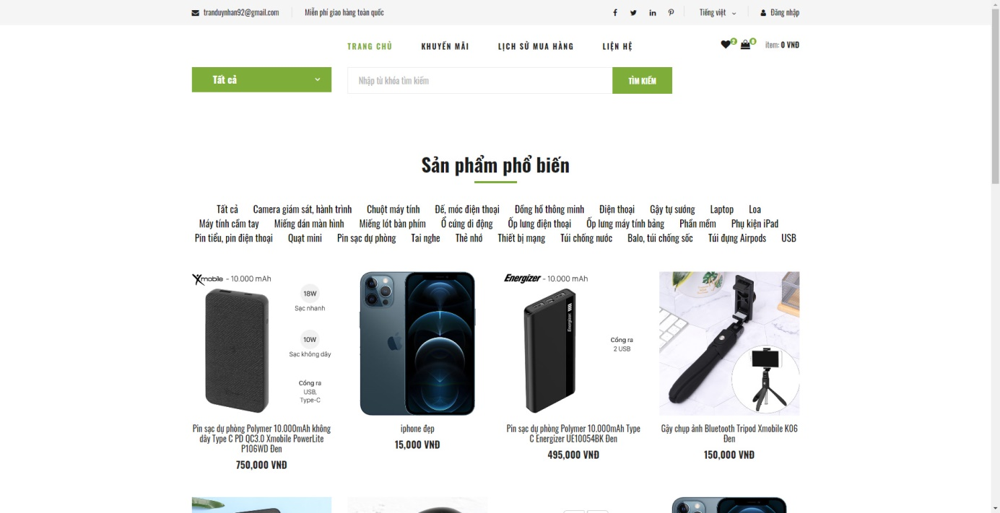 tranduynhan92@gmail.com
Miễn phí giao hàng toàn quốc
Tiếng việt
Đăng nhập
TRANG CHỦ
KHUYẾN MÃI
LỊCH SỬ MUA HÀNG
LIỆN HỆ
2
0
item: 0 VNĐ
Tất cả
Nhập từ khóa tìm kiếm
TÌM KIẾM
Sản phẩm phổ biến
Tất cả Camera giám sát, hành trình Chuột máy tính Đế, móc điện thoại Đồng hồ thông minh Điện thoại Gậy tự sướng Laptop Loa
Máy tính cầm tay Miếng dán màn hình Miếng lót bàn phím Ổ cứng di động Ốp lưng điện thoại Ốp lưng máy tính bảng Phần mềm Phụ kiện iPad
Pin tiểu, pin điện thoại Quạt mini Pin sạc dự phòng Tai nghe Thẻ nhớ Thiết bị mạng Túi chống nước Balo, túi chống sốc Túi đựng Airpods USB
Xmobile - 10.000 mAh
18W
Sạc nhanh
10W
Sạc không dây
Cổng ra
USB,
Type-C
Pin sạc dự phòng Polymer 10.000mAh không
dây Type C PD QC3.0 Xmobile PowerLite
P106WD Đen
750,000 VNĐ
iphone đẹp
15,000 VNĐ
Energizer - 10.000 mAh
Energizer
Cổng ra
2 USB
Pin sạc dự phòng Polymer 10.000mAh Type
C Energizer UE10054BK Đen
495,000 VNĐ
Gậy chụp ảnh Bluetooth Tripod Xmobile K06
Đen
150,000 VNĐ